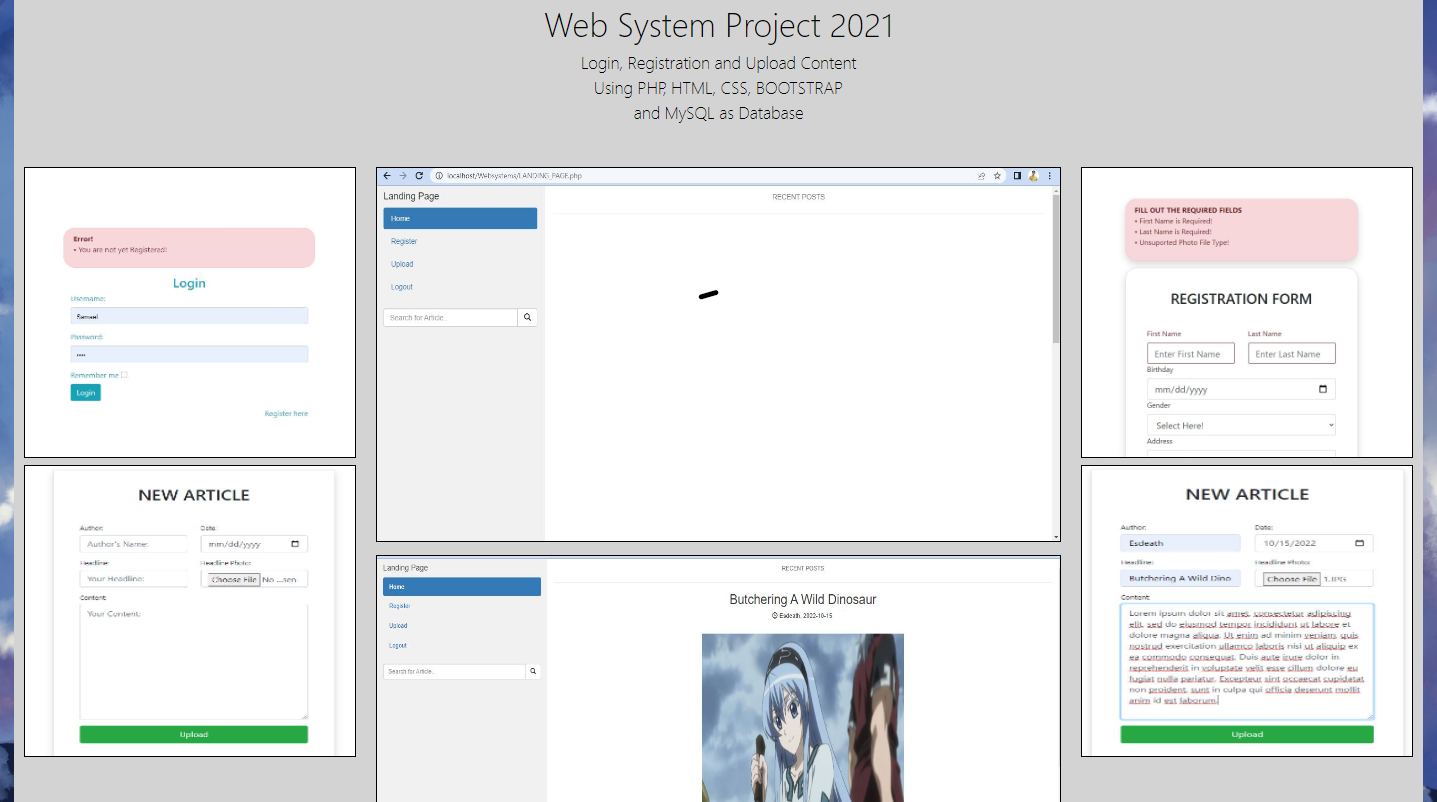 Web System Project 2021
Login, Registration and Upload Content
Using PHP, HTML, CSS, BOOTSTRAP
and MySQL as Database
Error!
• You are not yet Registered!
Login
Username:
Samael
Password:
••••
Remember me
Login
Register here
localhost/Websystems/LANDING_PAGE.php
Landing Page
RECENT POSTS
Home
Register
Upload
Logout
Search for Article..
FILL OUT THE REQUIRED FIELDS
• First Name is Required!
• Last Name is Required!
• Unsuported Photo File Type!
REGISTRATION FORM
First Name Last Name
Enter First Name Enter Last Name
Birthday
mm/dd/yyyy
Gender
Select Here!
Address
NEW ARTICLE
Author: Date:
Author's Name: mm/dd/yyyy
Headline: Headline Photo:
Your Headline: Choose File No ...sen
Content:
Your Content:
Upload
Landing Page
RECENT POSTS
Home
Register
Upload
Logout
Search for Article..
Butchering A Wild Dinosaur
Esdeath, 2022-10-15
NEW ARTICLE
Author: Date:
Esdeath 10/15/2022
Headline: Headline Photo:
Butchering A Wild Dino Choose File 1.JPG
Content:
Lorem ipsum dolor sit amet, consectetur adipiscing
elit, sed do eiusmod tempor incididunt ut labore et
dolore magna aliqua. Ut enim ad minim veniam, quis
nostrud exercitation ullamco laboris nisi ut aliquip ex
ea commodo consequat. Duis aute irure dolor in
reprehenderit in voluptate velit esse cillum dolore eu
fugiat nulla pariatur. Excepteur sint occaecat cupidatat
non proident, sunt in culpa qui officia deserunt mollit
anim id est laborum.
Upload